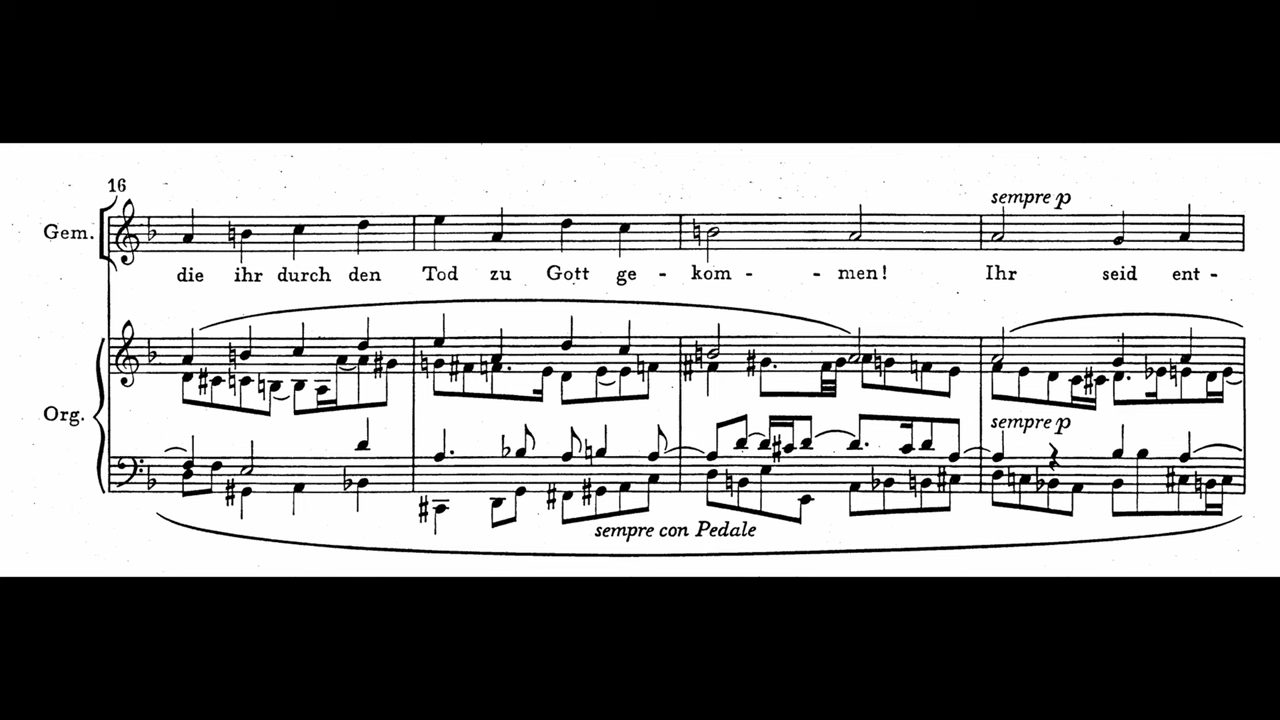 16
sempre p
Gem.
die ihr durch den Tod zu Gott ge - kom - - men! Ihr seid ent -
Org.
sempre p
sempre con Pedale